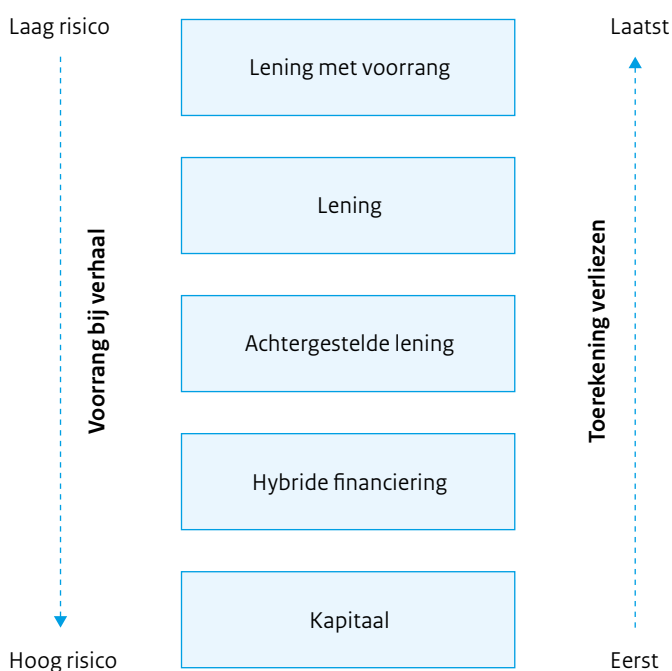 Laag risico
Laatst
Lening met voorrang
Lening
Voorrang bij verhaal
Toerekening verliezen
Achtergestelde lening
Hybride financiering
Kapitaal
Hoog risico
Eerst